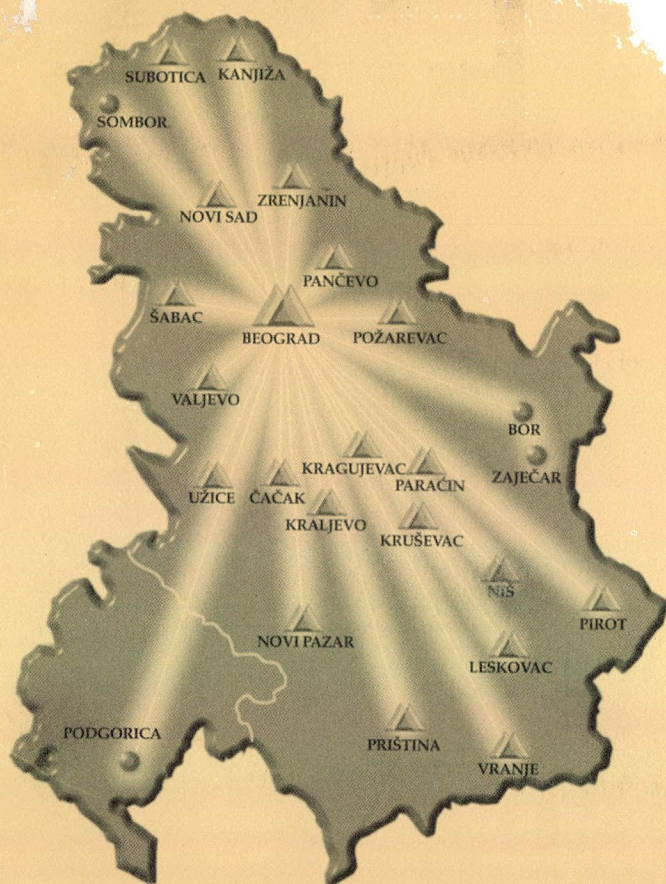 SUBOTICA
KANJIŽA
SOMBOR
NOVI SAD
ZRENJANIN
PANČEVO
ŠABAC
BEOGRAD
POŽAREVAC
VALJEVO
BOR
ZAJEČAR
KRAGUJEVAC
PARAĆIN
UŽICE
ČAČAK
KRALJEVO
KRUŠEVAC
NIŠ
PIROT
NOVI PAZAR
LESKOVAC
PODGORICA
PRIŠTINA
VRANJE